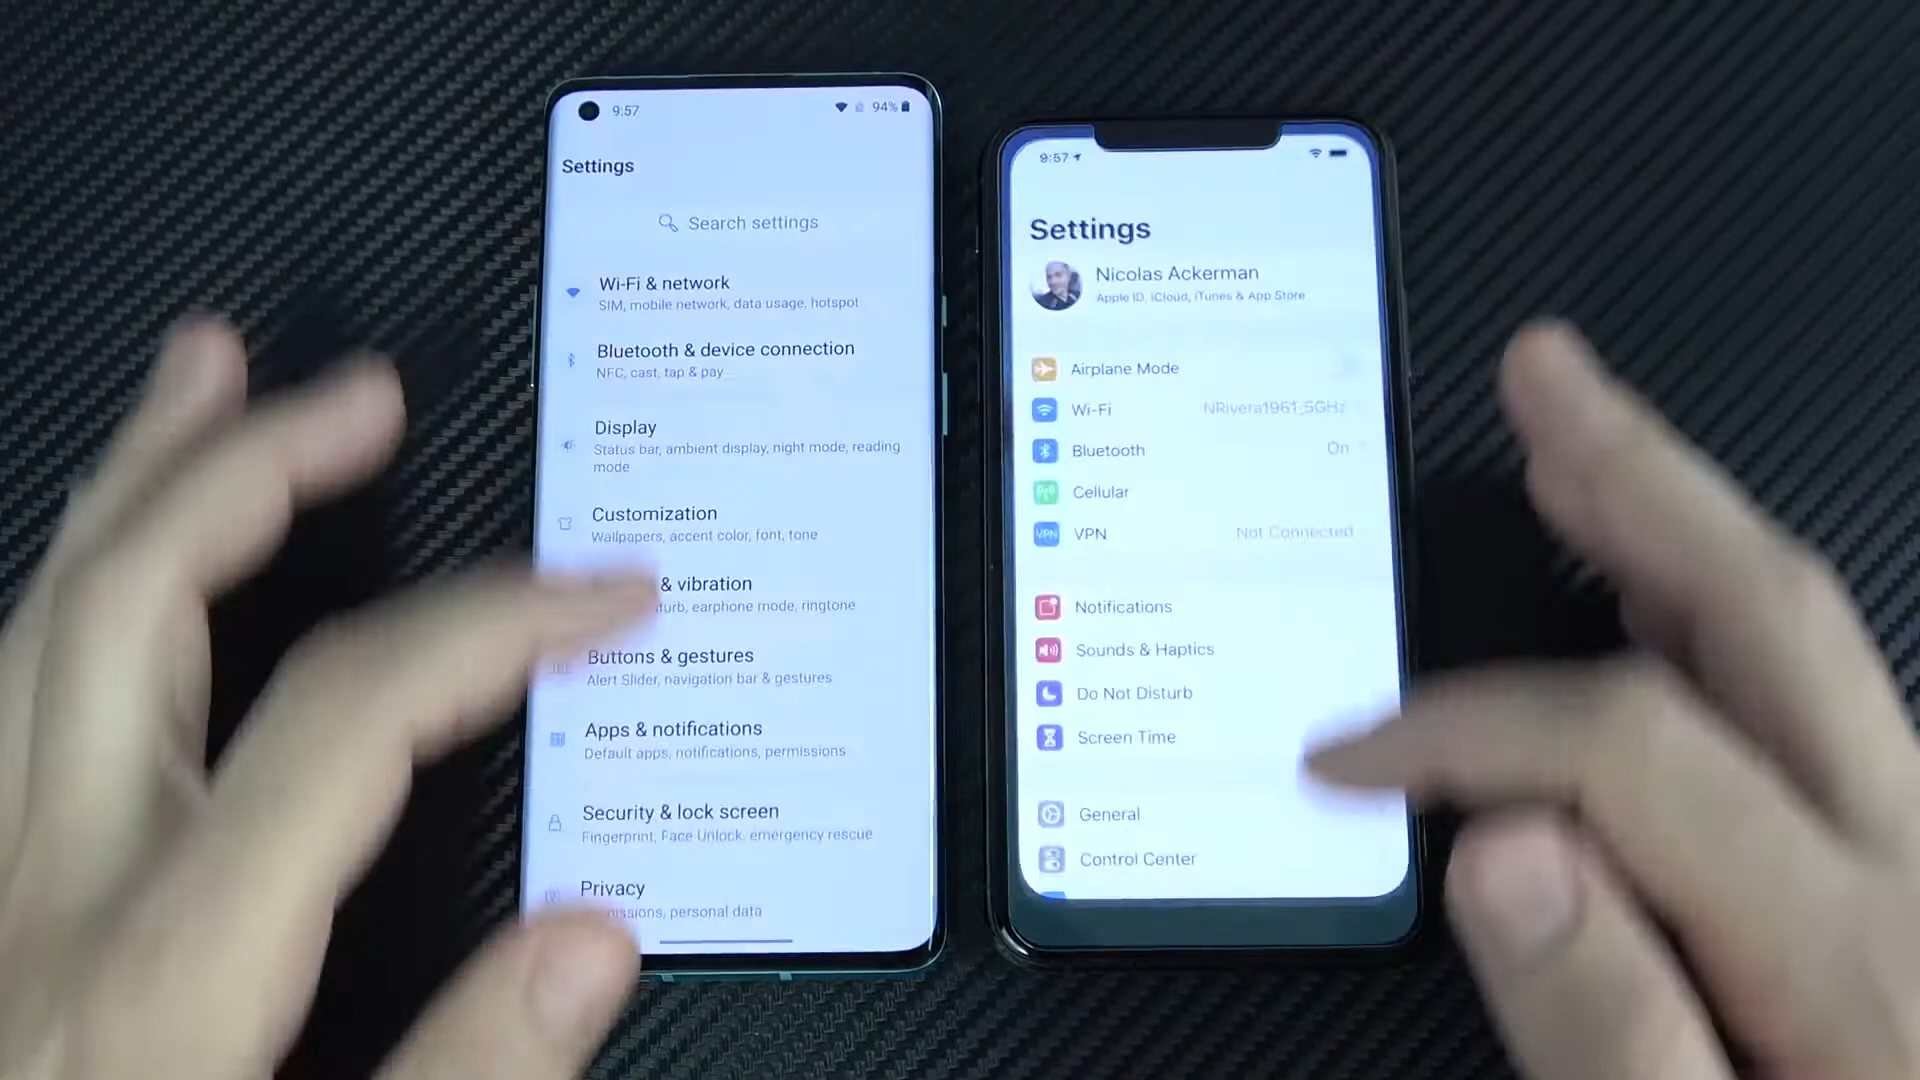 9:57
94%
Settings
Search settings
Wi-Fi & network
SIM, mobile network, data usage, hotspot
Bluetooth & device connection
NFC, cast, tap & pay
Display
Status bar, ambient display, night mode, reading
mode
Customization
Wallpapers, accent color, font, tone
& vibration
earphone mode, ringtone
Buttons & gestures
Alert Slider, navigation bar & gestures
Apps & notifications
Default apps, notifications, permissions
Security & lock screen
Fingerprint, Face Unlock, emergency rescue
Privacy
personal data
9:57
Settings
Nicolas Ackerman
Apple ID, iCloud, iTunes & App Store
Airplane Mode
Wi-Fi NRivera1961-5GHz
Bluetooth On
Cellular
VPN VPN Not Connected
Notifications
Sounds & Haptics
Do Not Disturb
Screen Time
General
Control Center